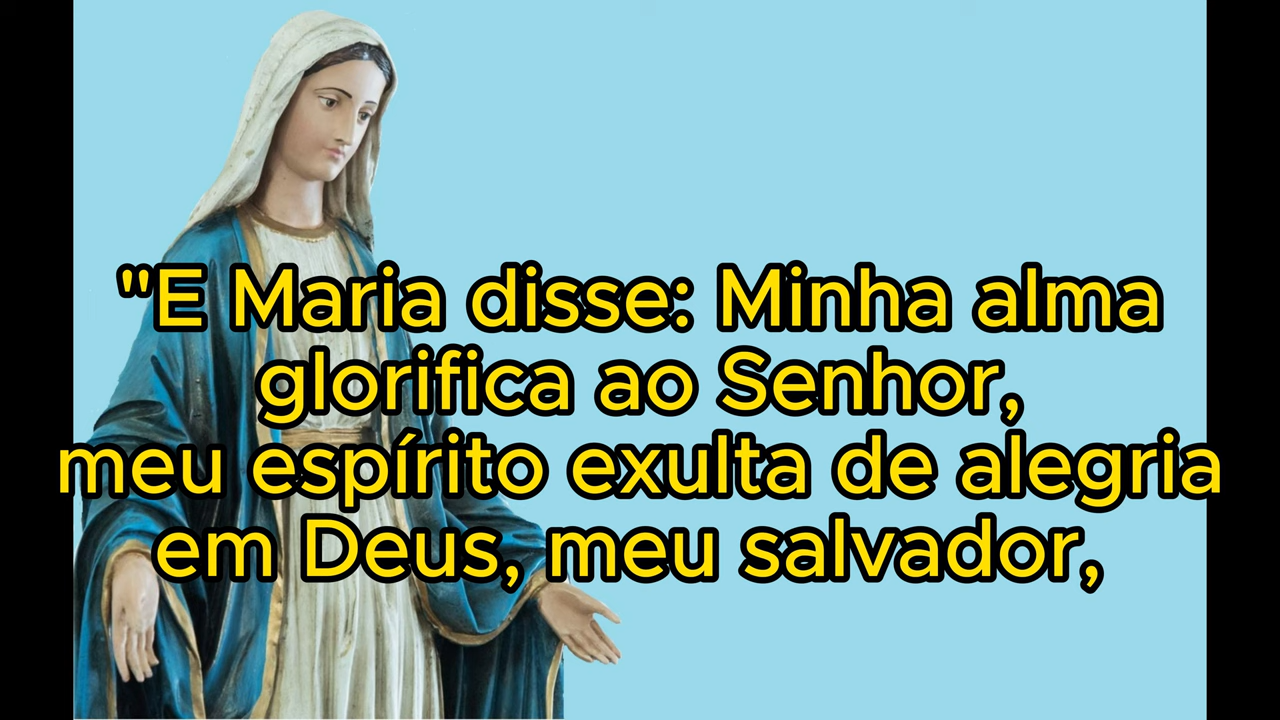 "E Maria disse: Minha alma
glorifica ao Senhor,
meu espírito exulta de alegria
em Deus, meu salvador,